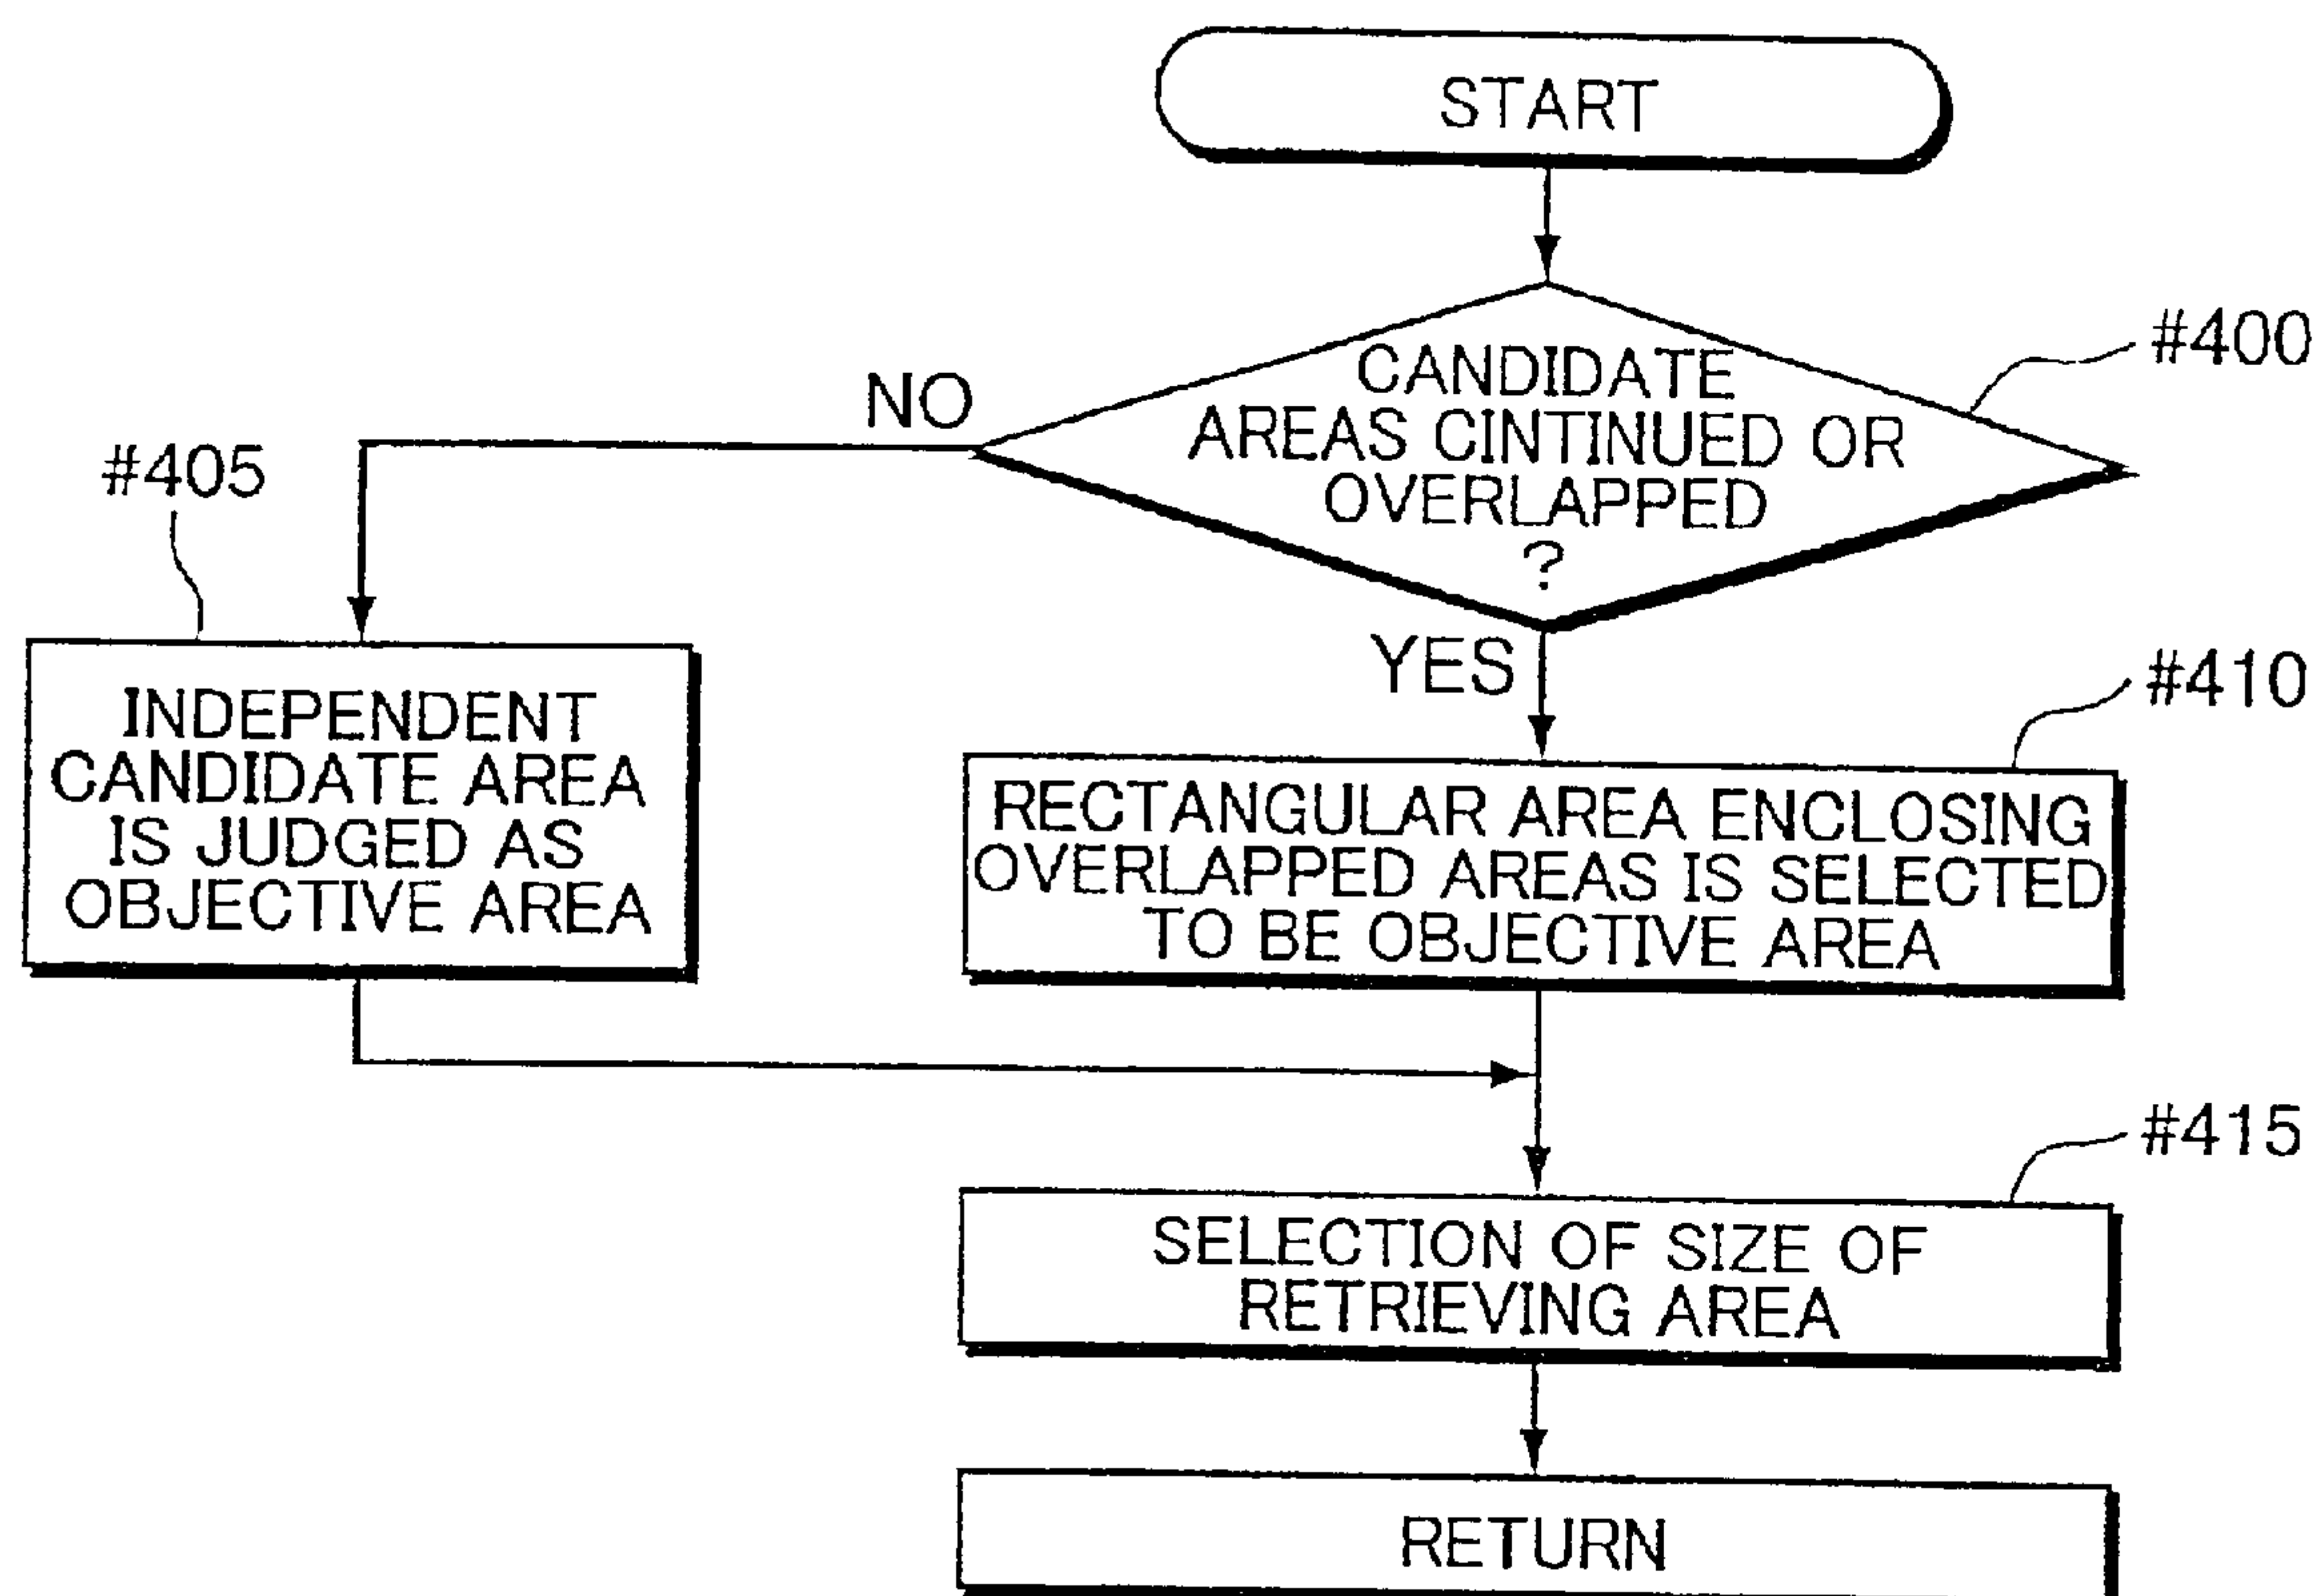 START
#400
CANDIDATE
AREAS CINTINUED OR
OVERLAPPED
?
NO
#405
YES
INDEPENDENT
CANDIDATE AREA
IS JUDGED AS
OBJECTIVE AREA
#410
RECTANGULAR AREA ENCLOSING
OVERLAPPED AREAS IS SELECTED
TO BE OBJECTIVE AREA
#415
SELECTION OF SIZE OF
RETRIEVING AREA
RETURN